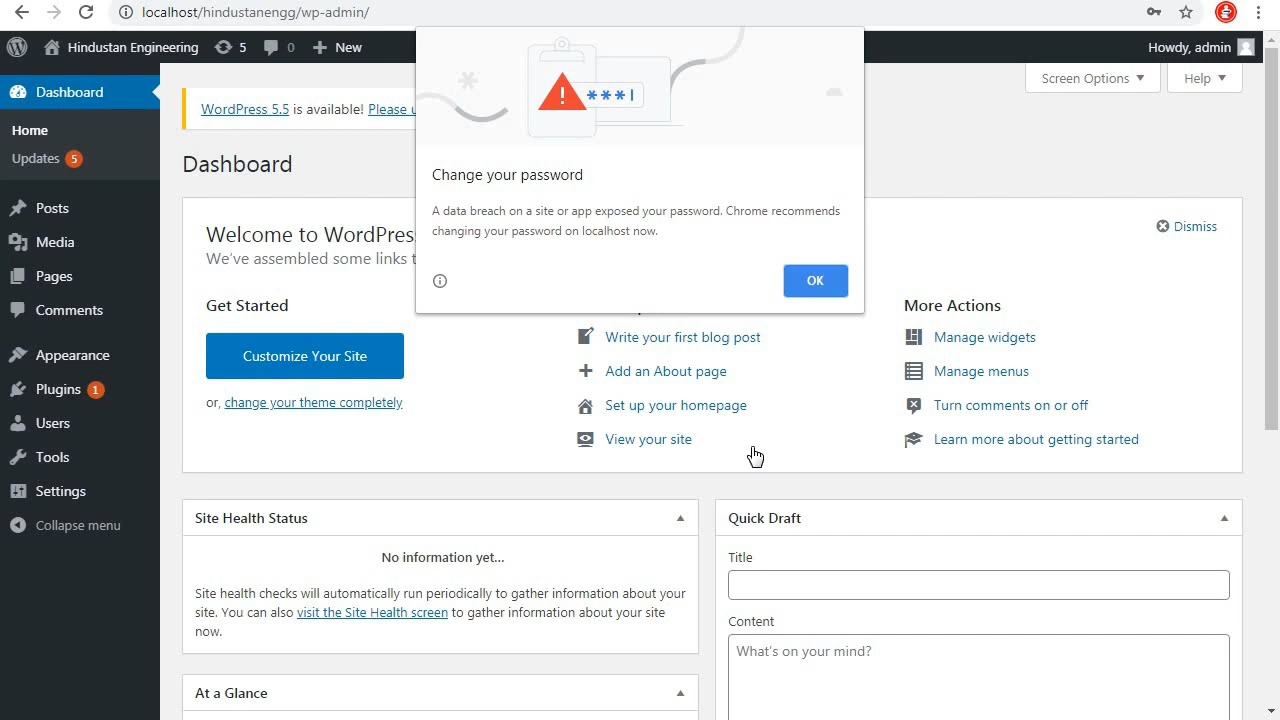 localhost/hindustanengg/wp-admin/
Hindustan Engineering 5 0 New
Howdy, admin
Screen Options Help
Dashboard
Home
Updates 5
Posts
Media
Pages
Comments
Appearance
Plugins 1
Users
Tools
Settings
Collapse menu
WordPress 5.5 is available! Please
Dashboard
***
Change your password
A data breach on a site or app exposed your password. Chrome recommends
changing your password on localhost now.
OK
Welcome to
We've assembled some links
Dismiss
Get Started
Customize Your Site
or, change your theme completely
Write your first blog post
Add an About page
Set up your homepage
View your site
More Actions
Manage widgets
Manage menus
Turn comments on or off
Learn more about getting started
Site Health Status
No information yet...
Site health checks will automatically run periodically to gather information about your
site. You can also visit the Site Health screen to gather information about your site
now.
At a Glance
Quick Draft
Title
Content
What's on your mind?